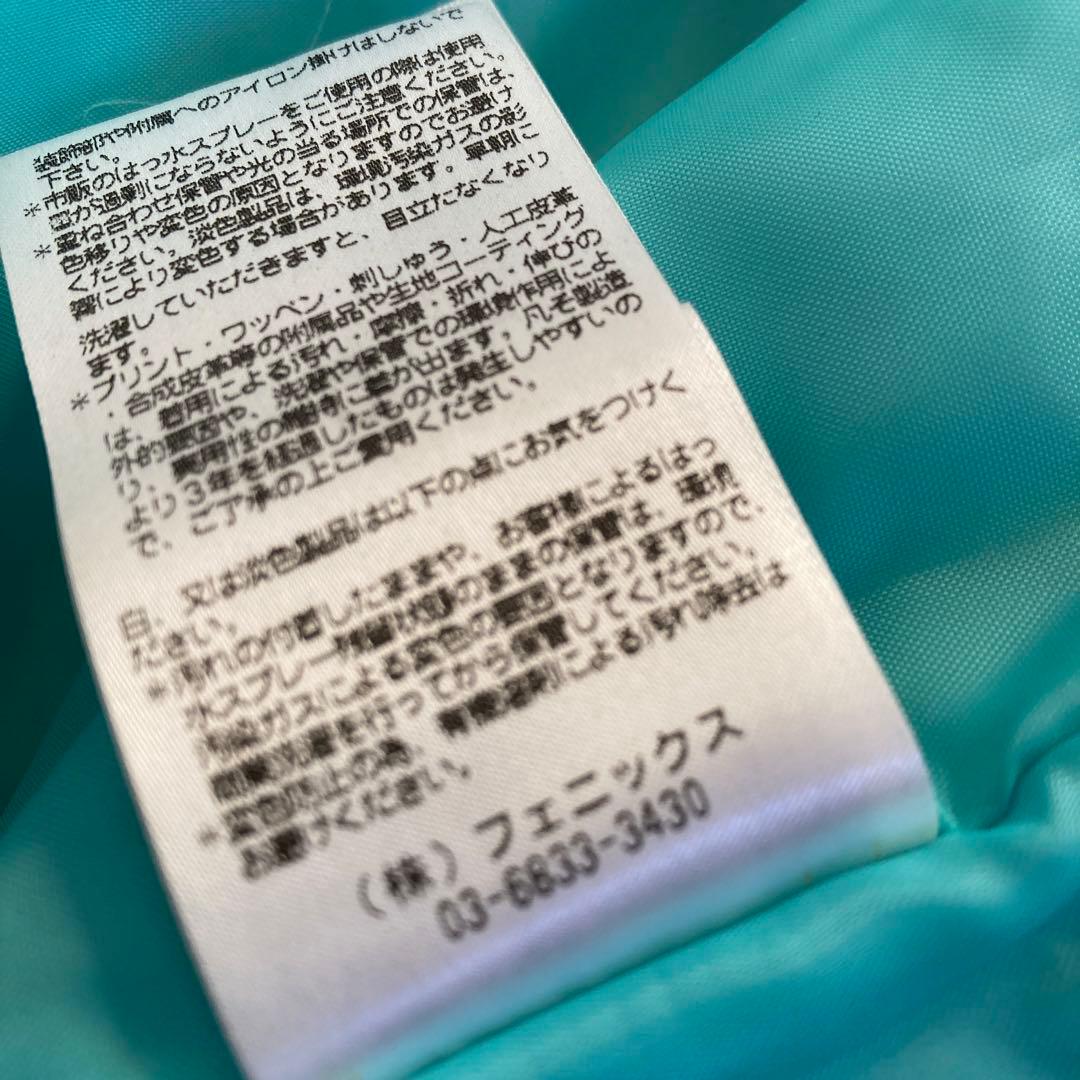 装飾部や附属へのアイロン掛けはしないで
下さい。
*市販のはっ水スプレーをご使用の際は使用
量が過剰にならないようにご注意ください。
*重ね合わせ保管や光の当る場所での保管は、
色移りや変色の原因となりますのでお避け
ください。淡色製品は、環境汚染ガスの影
響により変色する場合があります。早期に
洗濯していただきますと、目立たなくなり
ます。
*プリント・ワッペン・刺しゅう・人工皮革
・合成皮革等の附属品や生地コーティング
は、着用による汚れ・摩擦・折れ・伸びの
外的要因や、洗濯や保管での環境作用によ
り、実用性の機能に差が出ます。凡そ製造
より3年を経過したものは発生しやすいの
で、ご了承の上ご愛用ください。
白、又は淡色製品は以下の点にお気をつけく
ださい。
*汚れの付着したままや、お客様によるはっ
水スプレー残留状態のままの保管は、環境
汚染ガスによる変色の要因となりますので、
商業洗濯を行ってから保管してください。
*変色防止の為、有機溶剤による汚れ除去は
お避けください。
(株)フェニックス
03-6833-3430